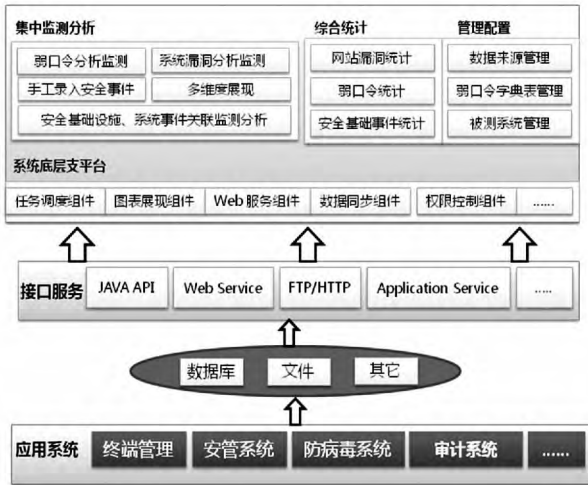 集中监测分析 综合统计 管理配置
弱口令分析监测 系统漏洞分析监测 网站漏洞统计 数据来源管理
手工录入安全事件 多维度展现 弱口令统计 弱口令字典表管理
安全基础设施、系统事件关联监测分析 安全基础事件统计 被测系统管理
系统底层支平台
任务调度组件 图表展现组件 Web服务组件 数据同步组件 权限控制组件 ......
接口服务 JAVA API Web Service FTP/HTTP Application Service .....
数据库 文件 其它
应用系统 终端管理 安管系统 防病毒系统 审计系统 ......